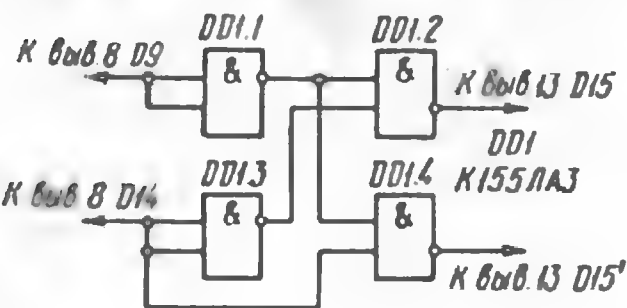 DD1.1 DD1.2
К выв. 8 D9
&
&
К выв. 13 D15
DD1
К155ЛА3
DD1.3 DD1.4
К выв. 8 D14
&
&
К выв. 13 D15'